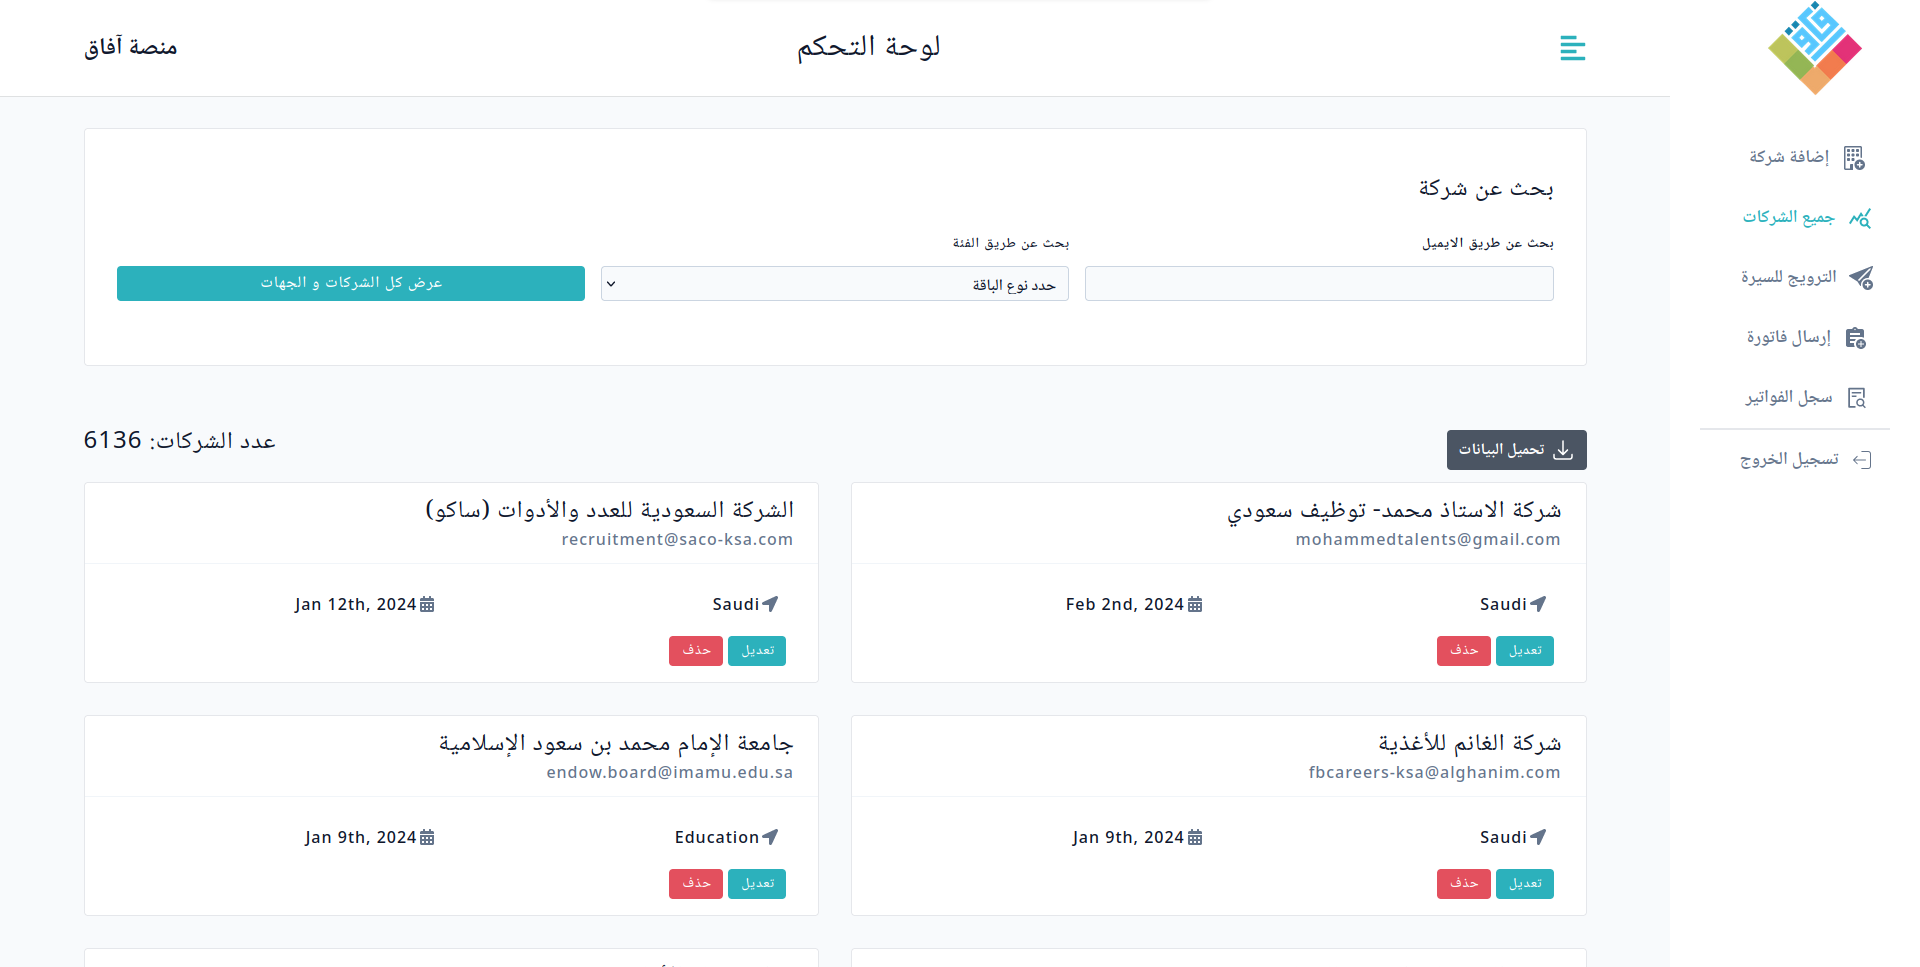 لوحة التحكم
منصة آفاق
إضافة شركة
جميع الشركات
الترويج للسيرة
إرسال فاتورة
سجل الفواتير
تسجيل الخروج
بحث عن شركة
بحث عن طريق الايميل
بحث عن طريق الفئة
حدد نوع الباقة
عرض كل الشركات و الجهات
تحميل البيانات
عدد الشركات: 6136
شركة الاستاذ محمد- توظيف سعودي
mohammedtalents@gmail.com
Saudi
Feb 2nd, 2024
تعديل
حذف
الشركة السعودية للعدد والأدوات (ساكو)
recruitment@saco-ksa.com
Saudi
Jan 12th, 2024
تعديل
حذف
شركة الغانم للأغذية
fbcareers-ksa@alghanim.com
Saudi
Jan 9th, 2024
تعديل
حذف
جامعة الإمام محمد بن سعود الإسلامية
endow.board@imamu.edu.sa
Education
Jan 9th, 2024
تعديل
حذف